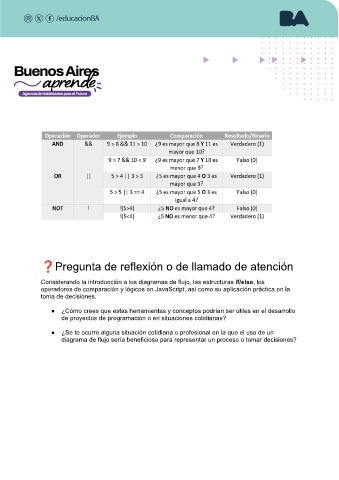 /educacionBA
BA
Buenos Aires
aprende
Agencia de Habilidades para el Futuro
Operación Operador Ejemplo Comparación Resultado/Binario
AND && 9 > 8 && 11 > 10 ¿9 es mayor que 8 Y 11 es mayor que 10? Verdadero (1)
9 > 7 && 10 < 9 ¿9 es mayor que 7 Y 10 es menor que 9? Falso (0)
OR || 5 > 4 || 3 > 3 ¿5 es mayor que 4 O 3 es mayor que 3? Verdadero (1)
5 > 5 || 3 == 4 ¿5 es mayor que 5 O 3 es igual a 4? Falso (0)
NOT ! !(5>4) ¿5 NO es mayor que 4? Falso (0)
!(5<4) ¿5 NO es menor que 4? Verdadero (1)
❓Pregunta de reflexión o de llamado de atención
Considerando la introducción a los diagramas de flujo, las estructuras if/else, los
operadores de comparación y lógicos en JavaScript, así como su aplicación práctica en la
toma de decisiones.
● ¿Cómo crees que estas herramientas y conceptos podrían ser útiles en el desarrollo
de proyectos de programación o en situaciones cotidianas?
● ¿Se te ocurre alguna situación cotidiana o profesional en la que el uso de un
diagrama de flujo sería beneficioso para representar un proceso o tomar decisiones?